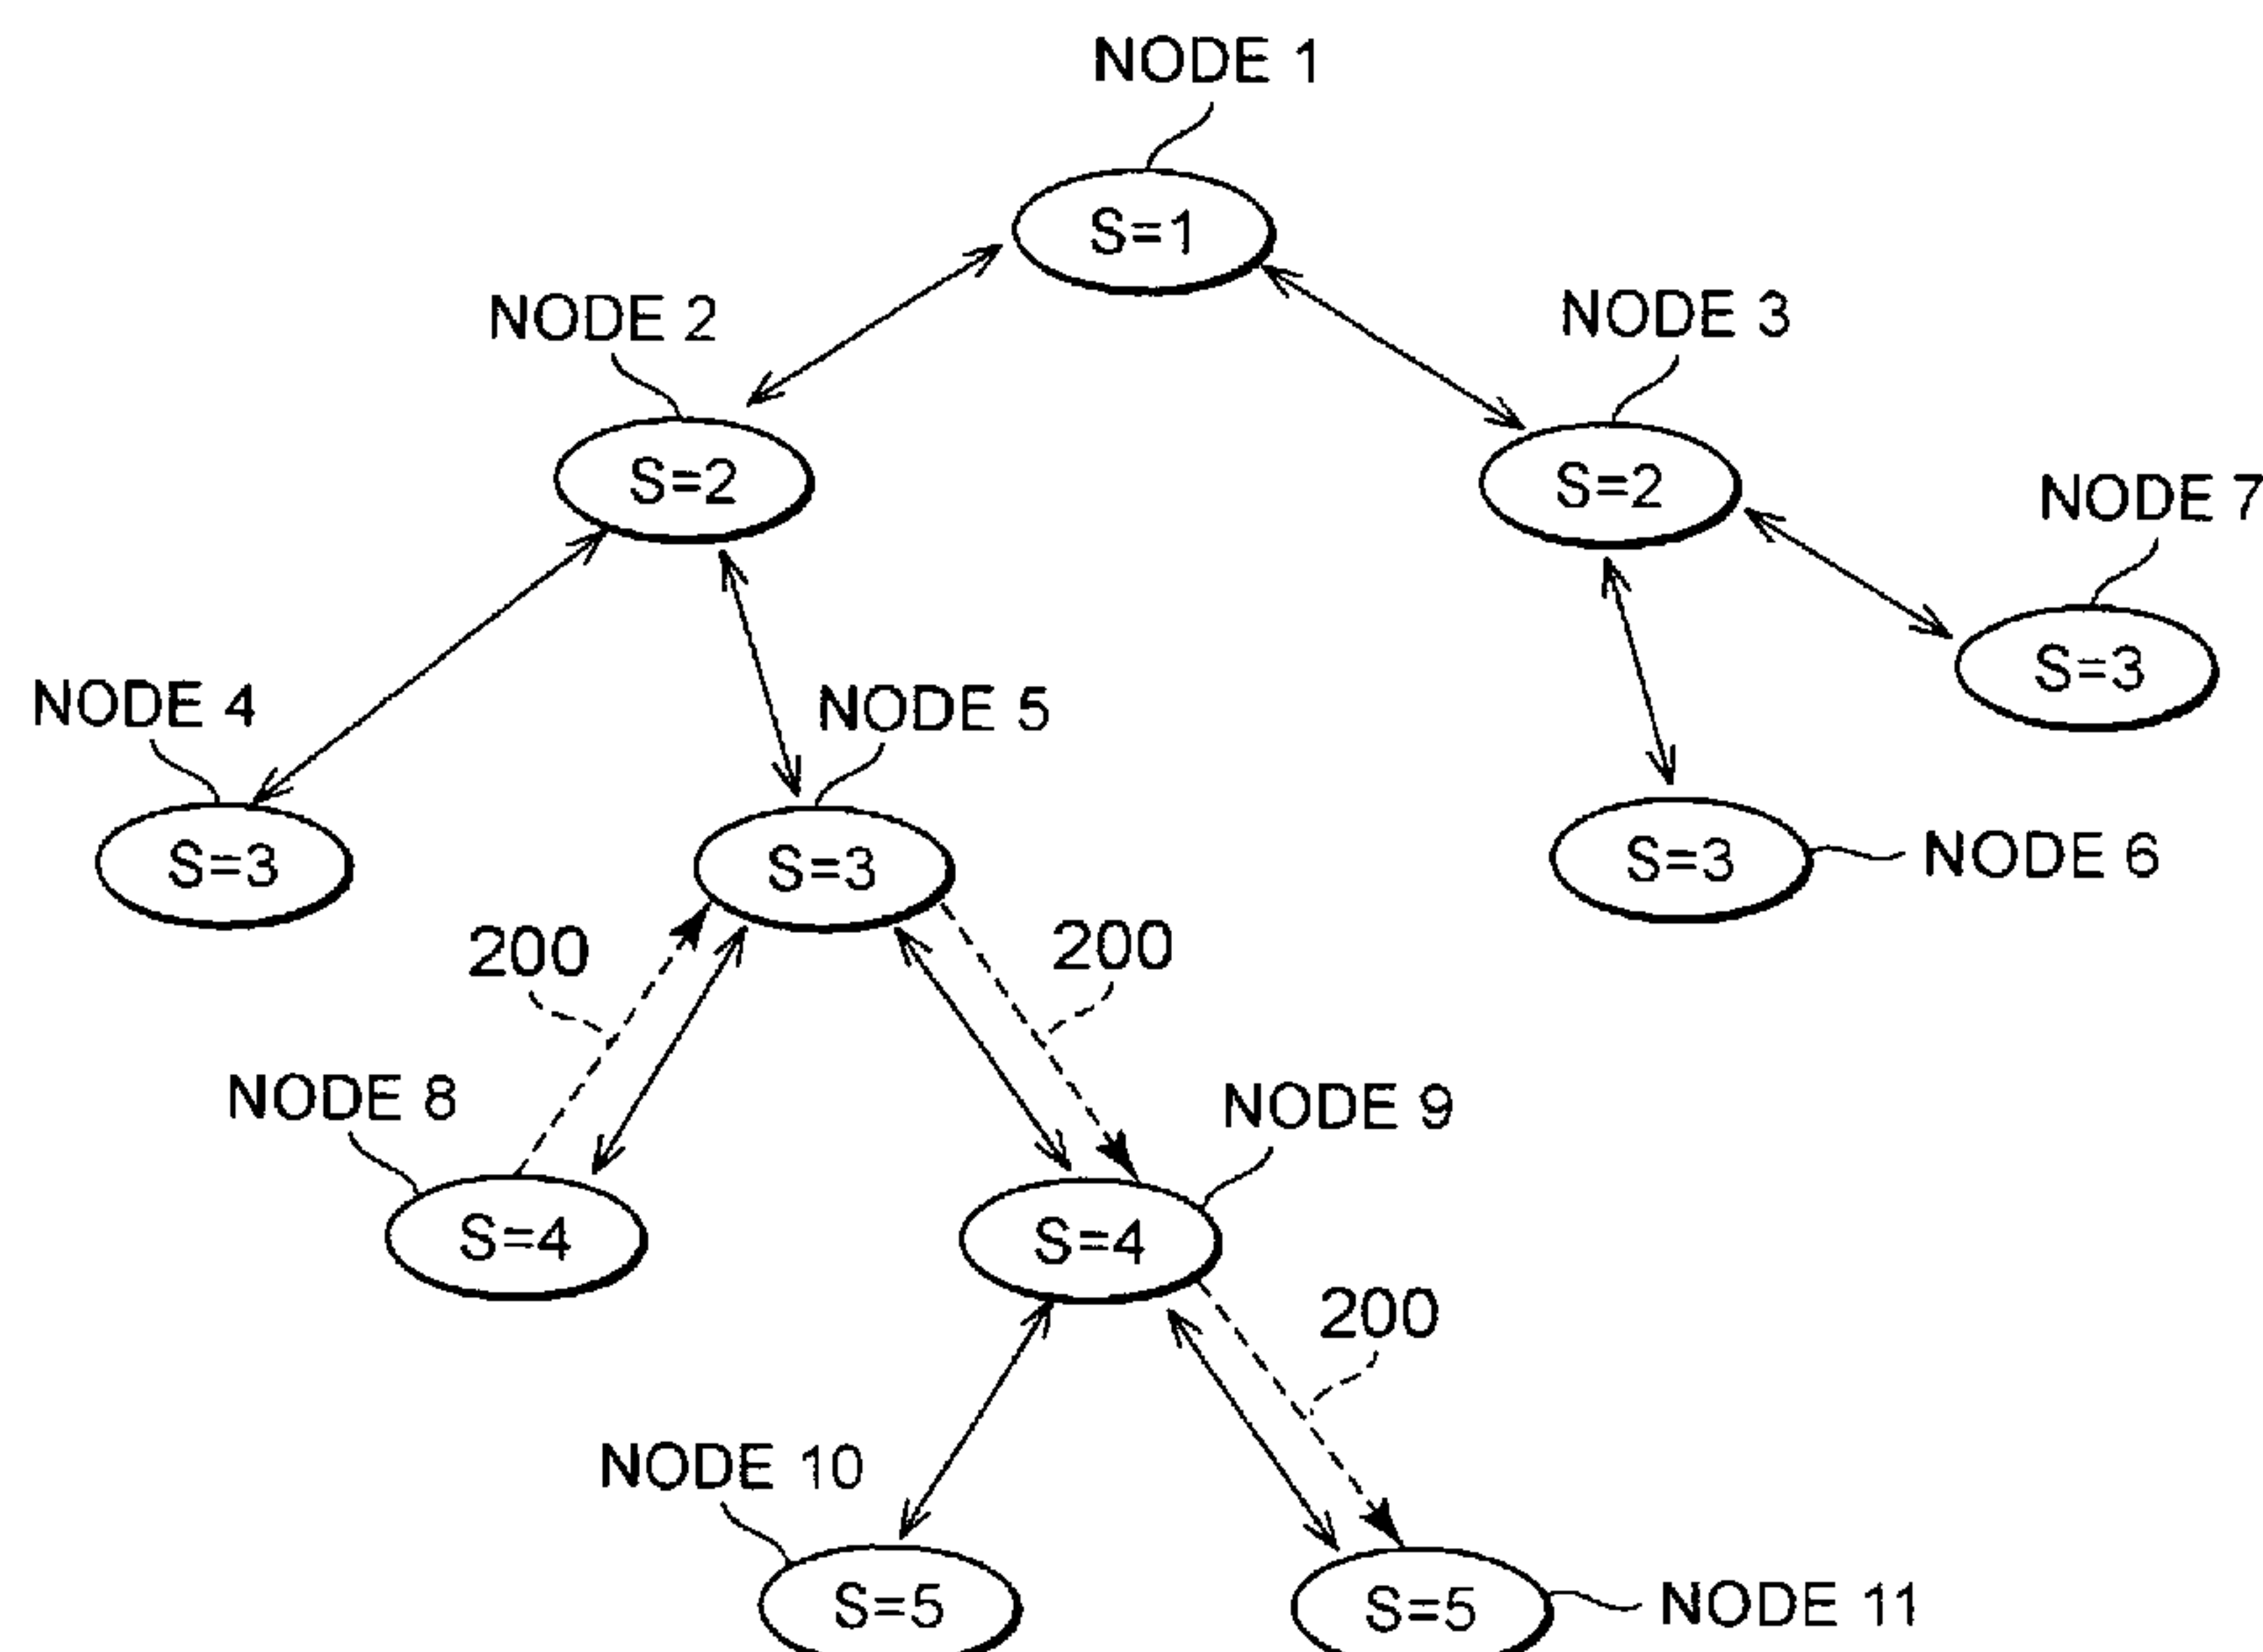 NODE 1
S=1
NODE 2
NODE 3
S=2
S=2
NODE 7
S=3
NODE 4
NODE 5
S=3
S=3
S=3
NODE 6
200
200
NODE 8
NODE 9
S=4
S=4
200
NODE 10
S=5
S=5
NODE 11